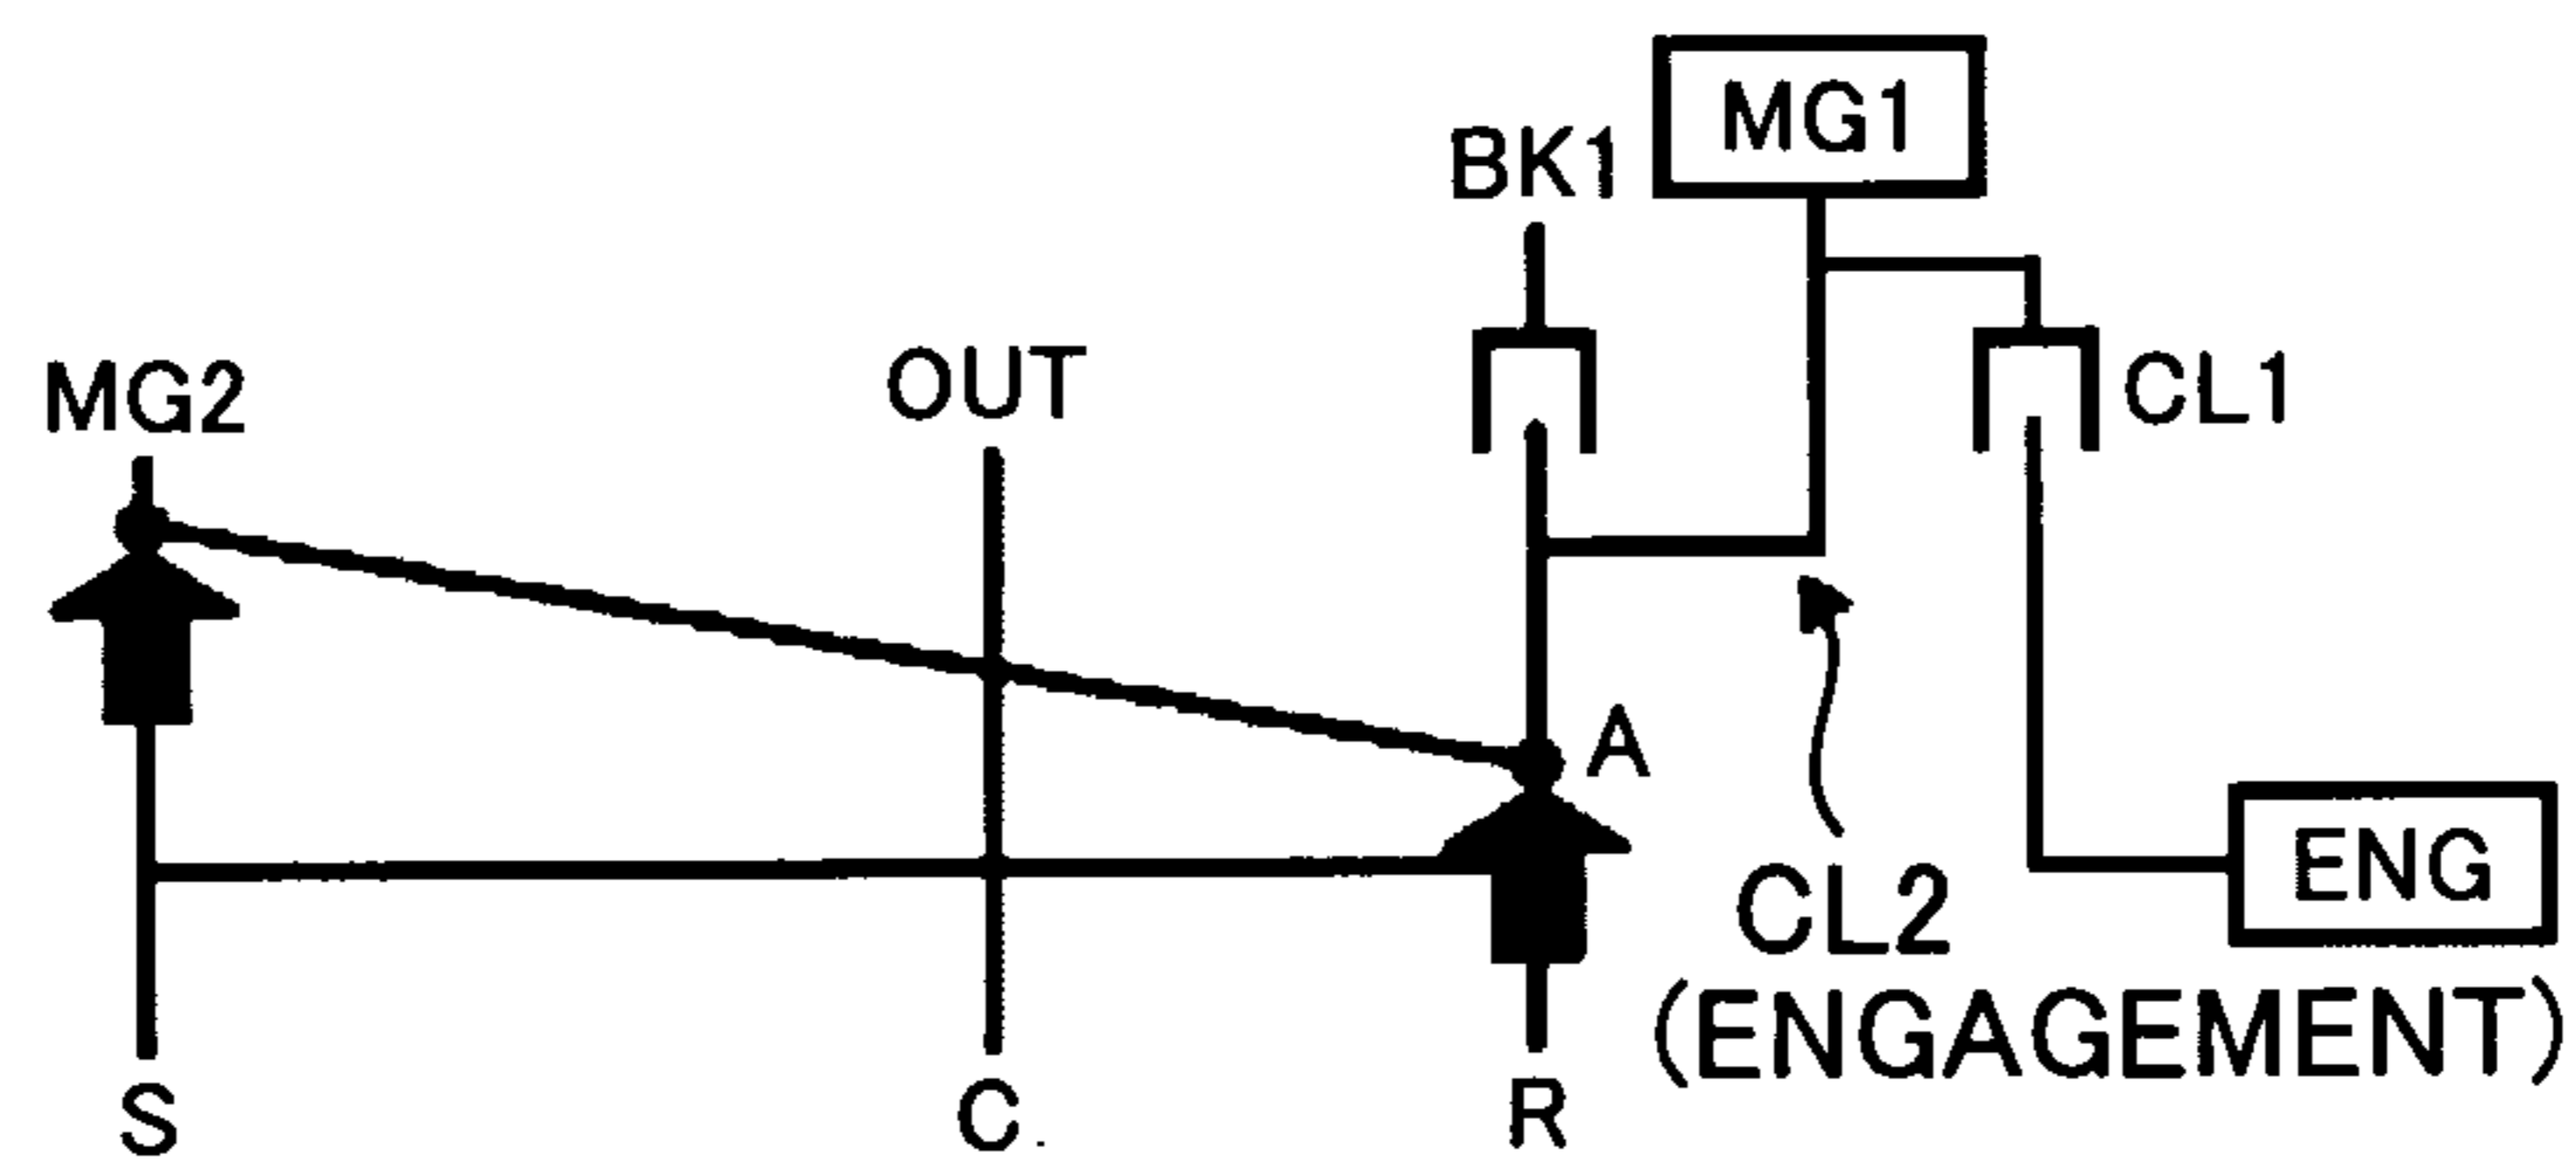 MG1
BK1
OUT
MG2
CL1
A
ENG
CL2
(ENGAGEMENT)
S
C.
R